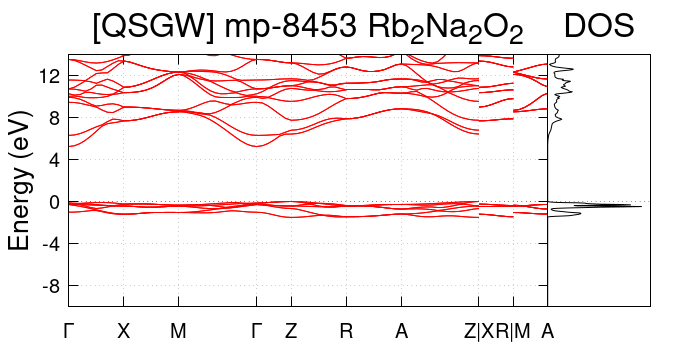 [QSGW] mp-8453 Rb₂Na₂O₂ DOS
Energy (eV)
12
8
4
0
-4
-8
Γ X M Γ Z R A Z|XR|M A